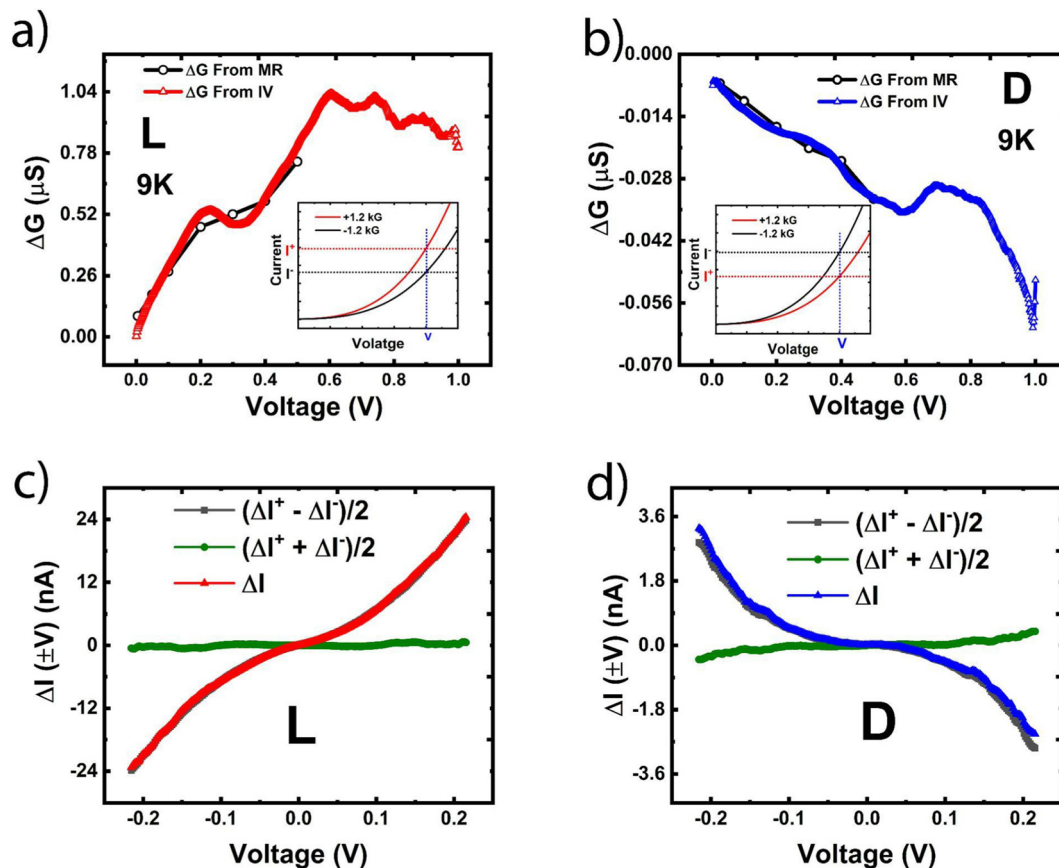 a)
ΔG From MR
ΔG From IV
L
9K
ΔG (μS)
1.04
0.78
0.52
0.26
0.00
0.0 0.2 0.4 0.6 0.8 1.0
Voltage (V)
+1.2 kG
-1.2 kG
Current
I⁺
I⁻
Volatge
V
b)
ΔG From MR
ΔG From IV
D
9K
ΔG (μS)
0.000
-0.014
-0.028
-0.042
-0.056
-0.070
0.0 0.2 0.4 0.6 0.8 1.0
Voltage (V)
+1.2 kG
-1.2 kG
Current
I⁻
I⁺
Voltage
V
c)
(ΔI⁺ - ΔI⁻)/2
(ΔI⁺ + ΔI⁻)/2
ΔI
ΔI (±V) (nA)
24
12
0
-12
-24
L
-0.2 -0.1 0.0 0.1 0.2
Voltage (V)
d)
(ΔI⁺ - ΔI⁻)/2
(ΔI⁺ + ΔI⁻)/2
ΔI
ΔI (±V) (nA)
3.6
1.8
0.0
-1.8
-3.6
D
-0.2 -0.1 0.0 0.1 0.2
Voltage (V)